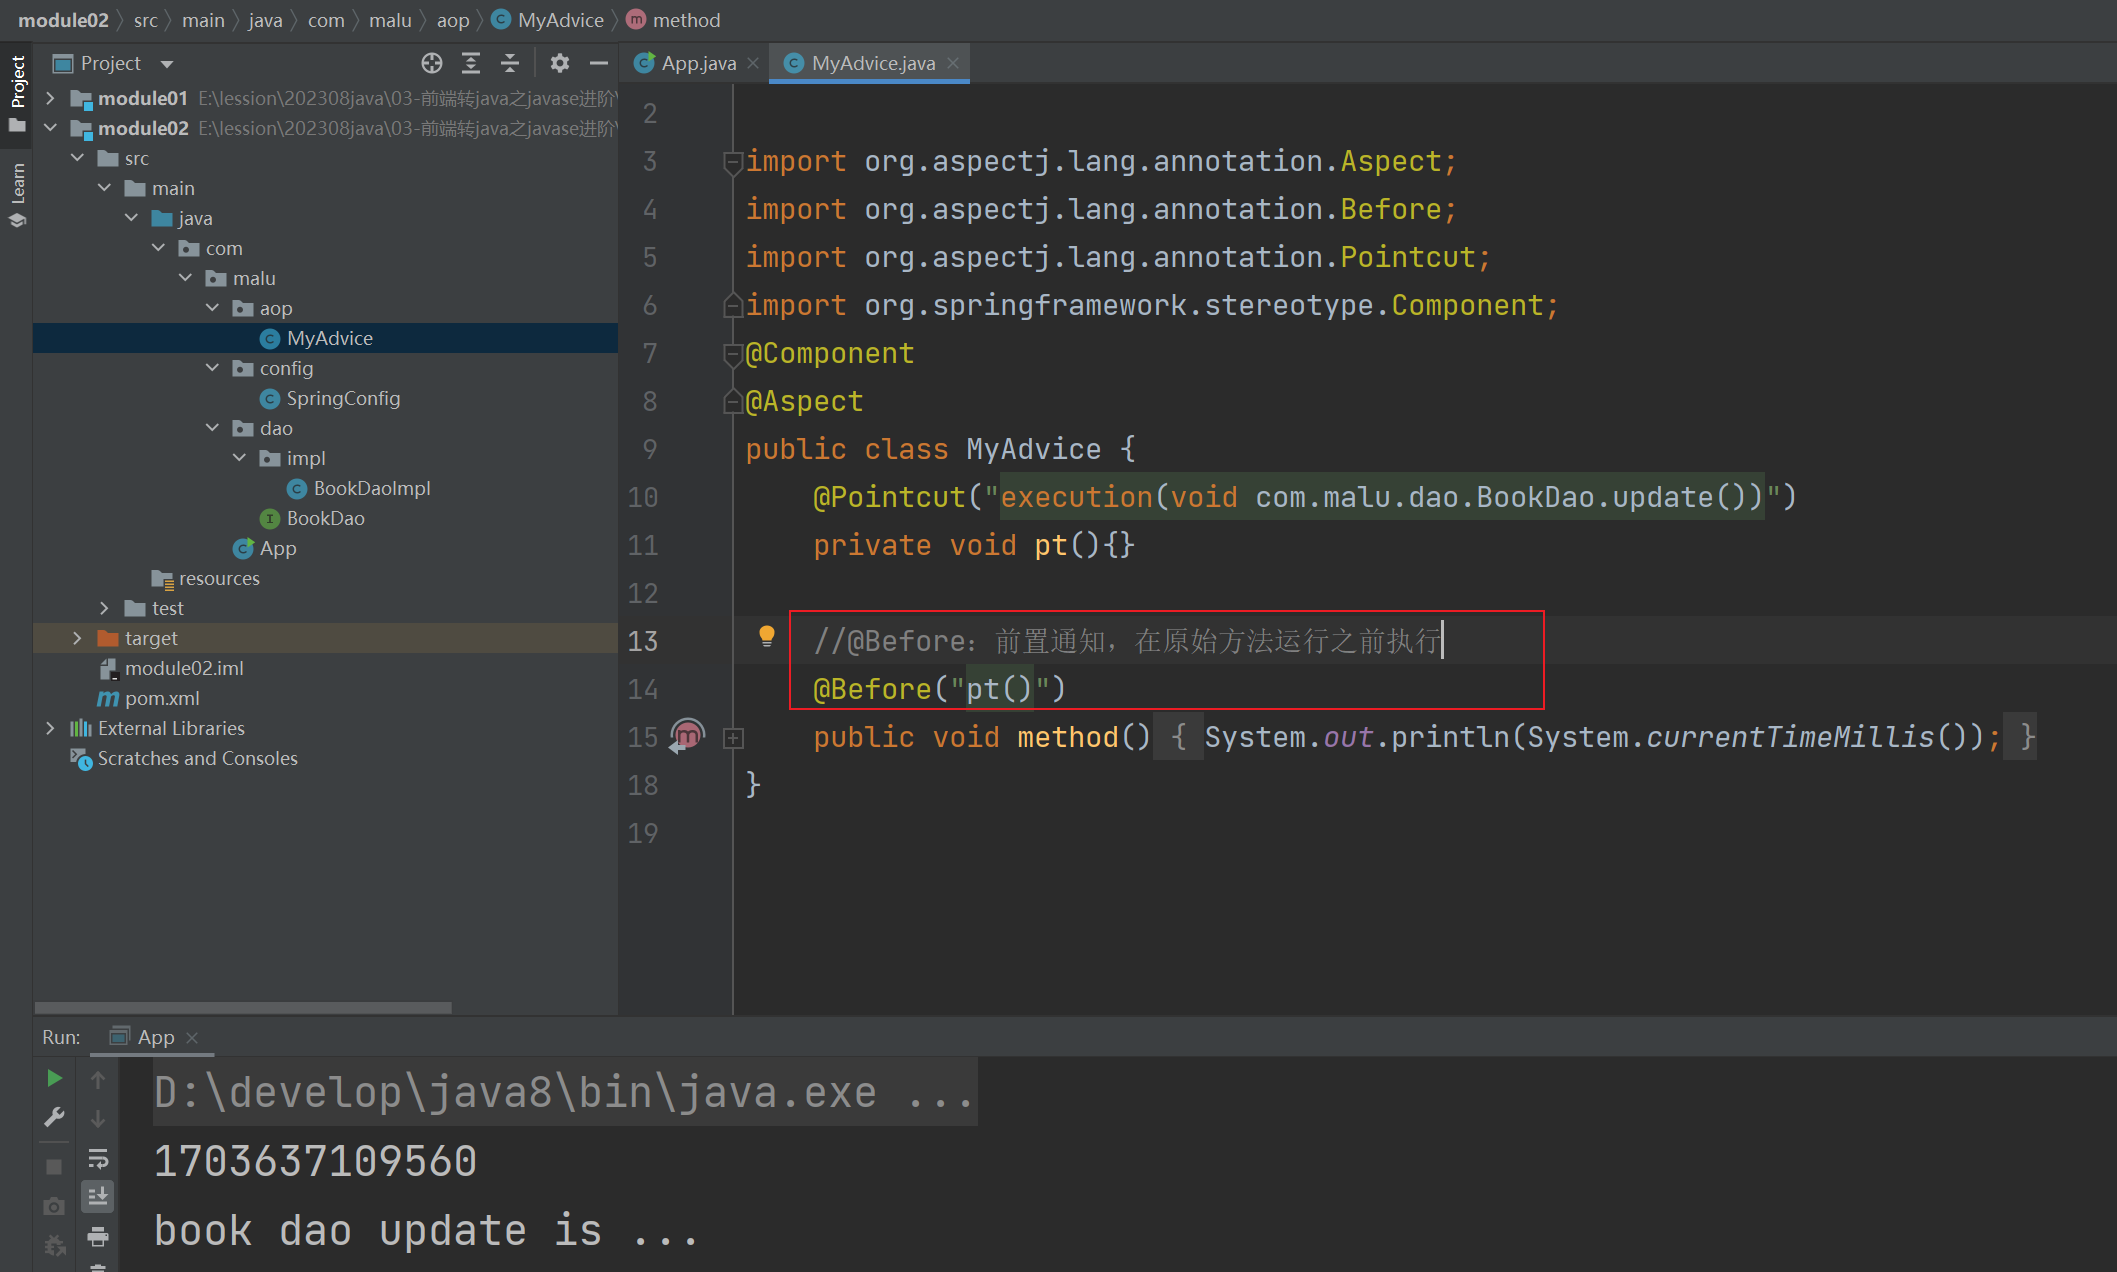 module02 src main java com malu aop MyAdvice method
Project
Learn
Project
module01 E:\lession\202308java\03-前端转java之javase进阶\
module02 E:\lession\202308java\03-前端转java之javase进阶\
src
main
java
com
malu
aop
MyAdvice
config
SpringConfig
dao
impl
BookDaoImpl
BookDao
App
resources
test
target
module02.iml
pom.xml
External Libraries
Scratches and Consoles
App.java MyAdvice.java
2
3 import org.aspectj.lang.annotation.Aspect;
4 import org.aspectj.lang.annotation.Before;
5 import org.aspectj.lang.annotation.Pointcut;
6 import org.springframework.stereotype.Component;
7 @Component
8 @Aspect
9 public class MyAdvice {
10 @Pointcut("execution(void com.malu.dao.BookDao.update())")
11 private void pt(){}
12
13 //@Before：前置通知，在原始方法运行之前执行
14 @Before("pt()")
15 public void method() { System.out.println(System.currentTimeMillis()); }
18 }
19
Run: App
D:\develop\java8\bin\java.exe ...
1703637109560
book dao update is ...